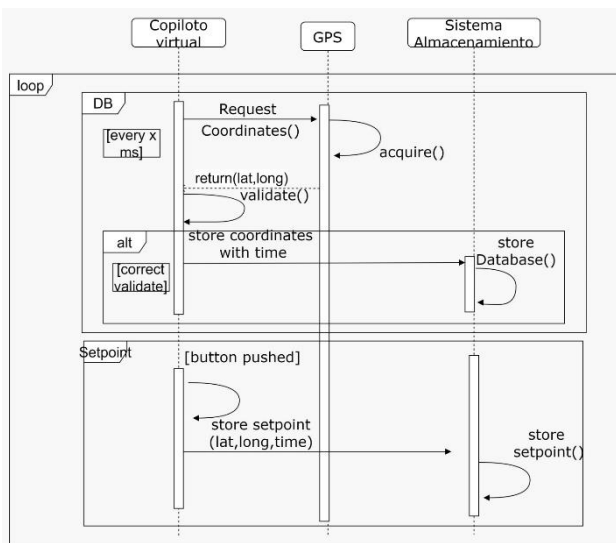 Copiloto
virtual
GPS
Sistema
Almacenamiento
loop
DB
[every x
ms]
Request
Coordinates()
acquire()
return(lat,long)
validate()
alt
[correct
validate]
store coordinates
with time
store
Database()
Setpoint
[button pushed]
store setpoint
(lat,long,time)
store
setpoint()